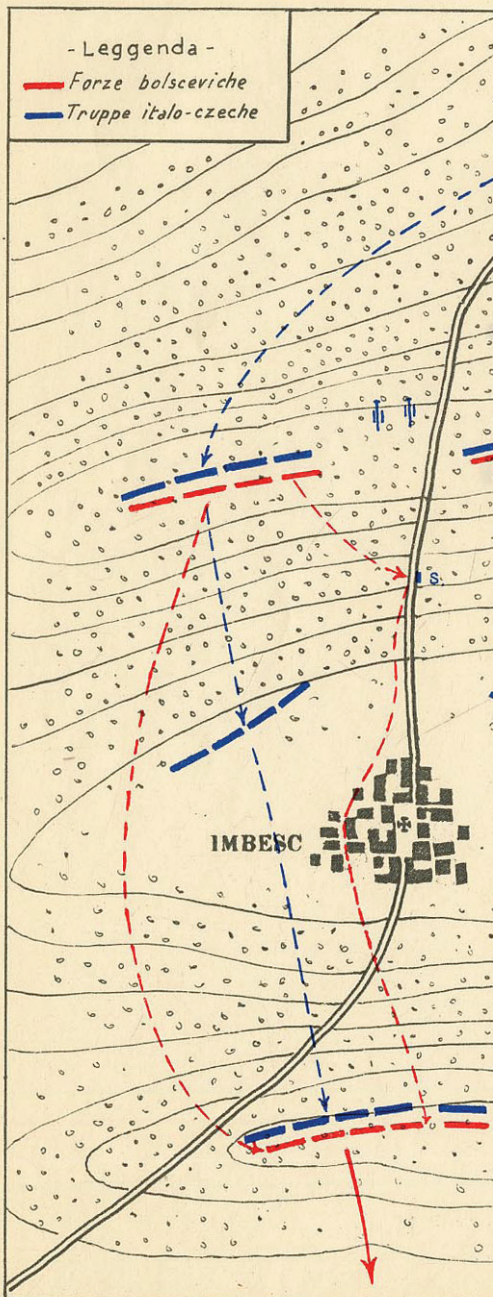 - Leggenda -
Forze bolsceviche
Truppe italo-czeche
S.
IMBESC